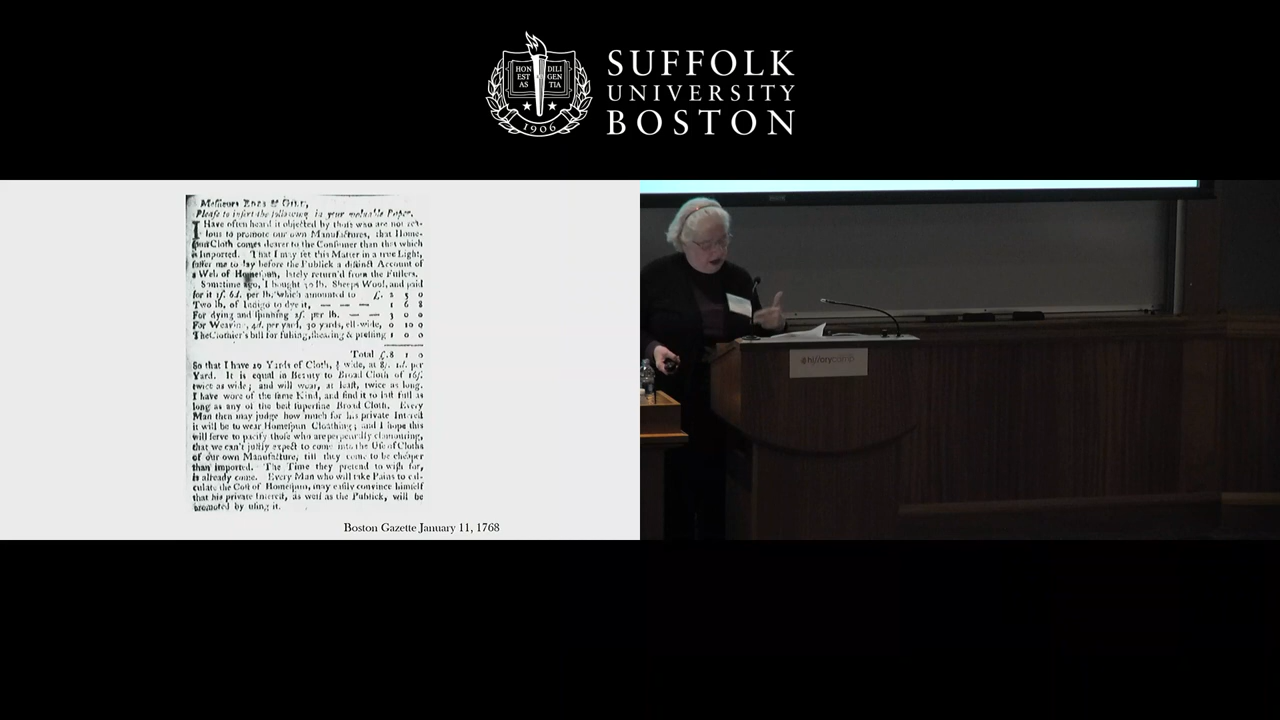 HON
EST
AS
DILI
GEN
TIA
1906
SUFFOLK
UNIVERSITY
BOSTON
Messieurs Edes & Gill,
Please to insert the following in your valuable Paper.
I Have often heard it objected by those who are not zea-
lous to promote our own Manufactures, that Home-
spun Cloth comes dearer to the Consumer than that which
is imported. That I may set this Matter in a true Light,
suffer me to lay before the Publick a distinct Account of
a Web of Homespun, lately return'd from the Fullers.
Sometime ago, I bought 30 lb. Sheeps Wool, and paid
for it 1s. 6d. per lb. which amounted to £. 2 5 0
Two lb. of Indigo to dye it, — — — 1 6 8
For dying and spinning 2s. per lb. — — 3 0 0
For Weaving, 4d. per yard, 30 yards, ell-wide, 0 10 0
The Clothier's bill for fulling, shearing & pressing 1 0 0
Total £.8 1 0
So that I have 20 Yards of Cloth, wide, at 8s. 1d. per
Yard. It is equal in Beauty to Broad Cloth of 16s.
twice as wide; and will wear, at least, twice as long.
I have wore of the same Kind, and find it to last full as
long as any of the best superfine Broad Cloth. Every
Man then may judge how much for his private Interest
it will be to wear Homespun Cloathing; and I hope this
will serve to pacify those who are perpetually clamouring,
that we can't justly expect to come into the Use of Cloths
of our own Manufacture, till they come to be cheaper
than imported. The Time they pretend to wish for,
is already come. Every Man who will take Pains to cal-
culate the Cost of Homespun, may easily convince himself
that his private Interest, as well as the Publick, will be
promoted by using it.
Boston Gazette January 11, 1768
@historycamb